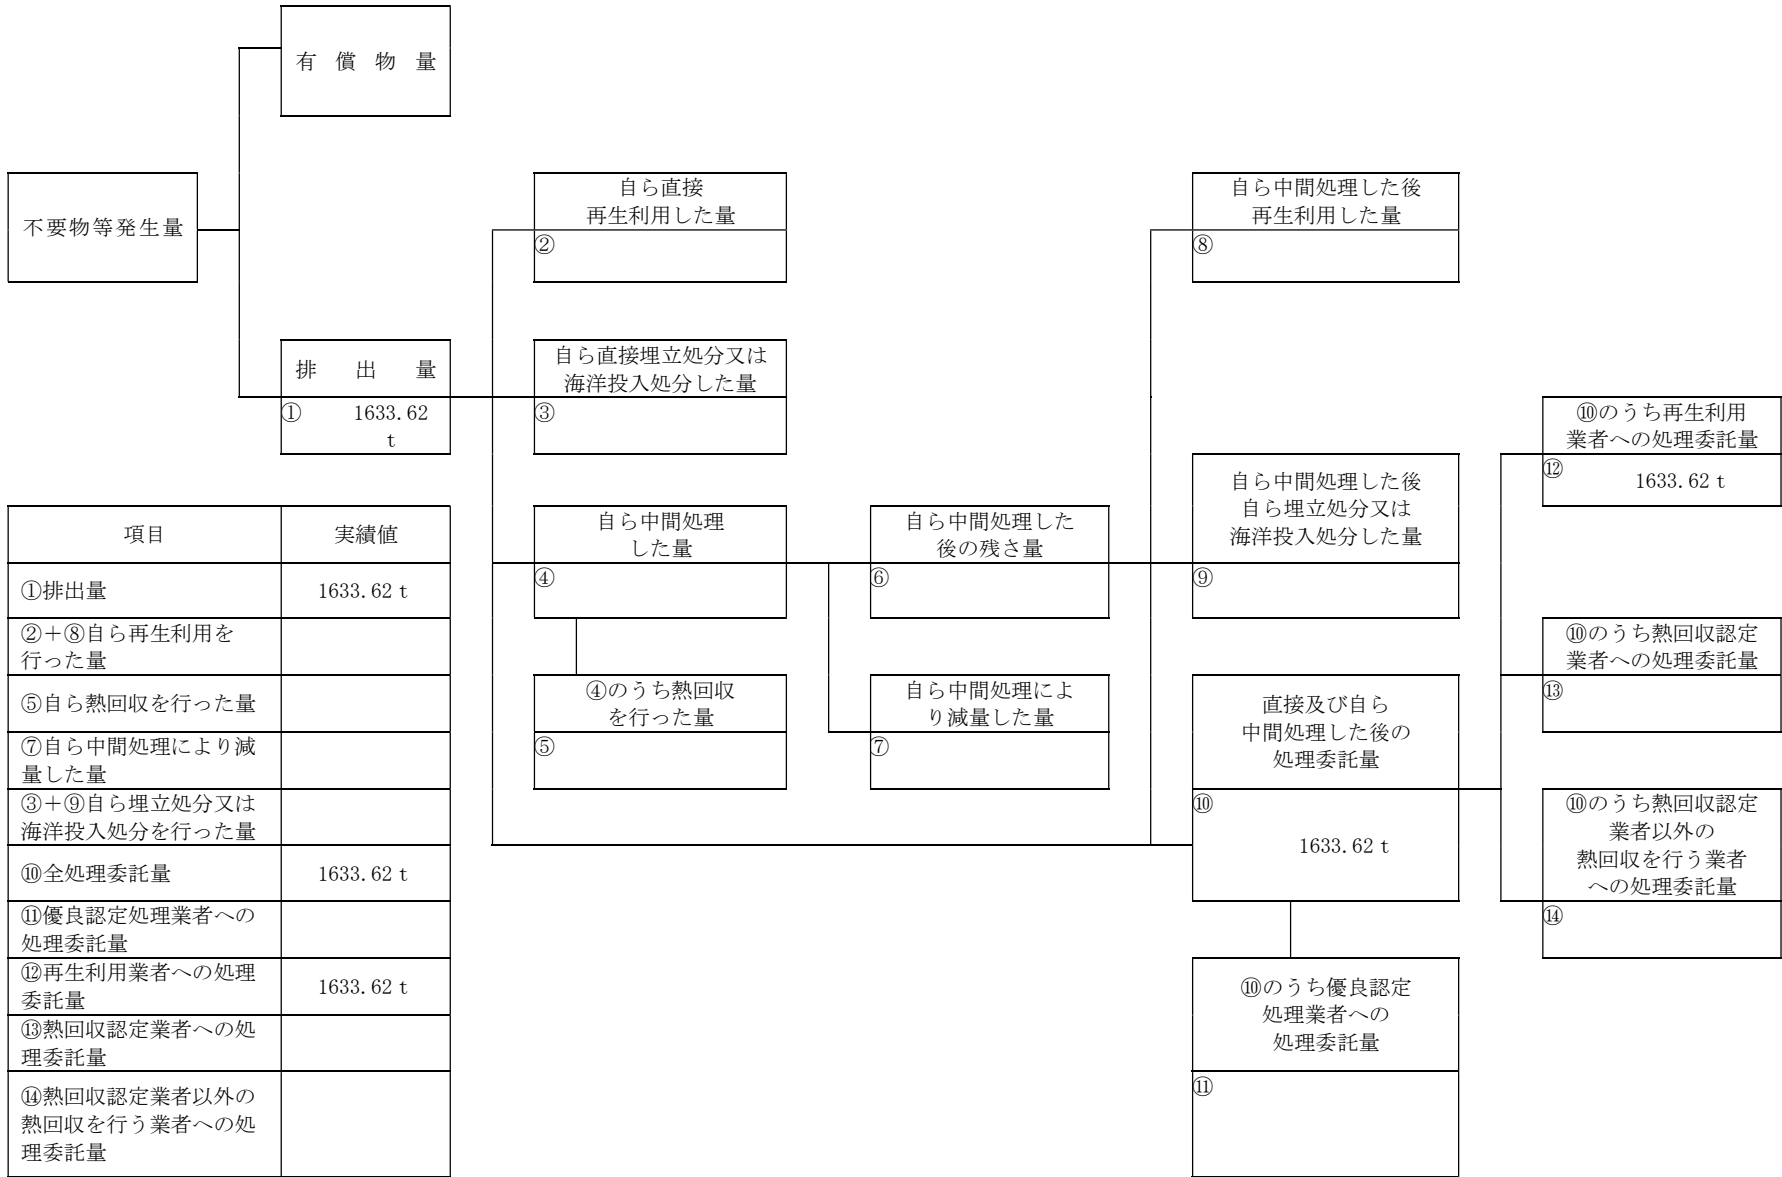 有償物量
不要物等発生量
自ら直接
再生利用した量
②
自ら中間処理した後
再生利用した量
⑧
排出量
① 1633.62
t
自ら直接埋立処分又は
海洋投入処分した量
③
⑩のうち再生利用
業者への処理委託量
⑫ 1633.62 t
自ら中間処理した後
自ら埋立処分又は
海洋投入処分した量
⑨
自ら中間処理
した量
④
自ら中間処理した
後の残さ量
⑥
⑩のうち熱回収認定
業者への処理委託量
⑬
④のうち熱回収
を行った量
⑤
自ら中間処理によ
り減量した量
⑦
直接及び自ら
中間処理した後の
処理委託量
⑩
1633.62 t
⑩のうち熱回収認定
業者以外の
熱回収を行う業者
への処理委託量
⑭
⑩のうち優良認定
処理業者への
処理委託量
⑪
項目 実績値
①排出量 1633.62 t
②＋⑧自ら再生利用を
行った量
⑤自ら熱回収を行った量
⑦自ら中間処理により減
量した量
③＋⑨自ら埋立処分又は
海洋投入処分を行った量
⑩全処理委託量 1633.62 t
⑪優良認定処理業者への
処理委託量
⑫再生利用業者への処理
委託量 1633.62 t
⑬熱回収認定業者への処
理委託量
⑭熱回収認定業者以外の
熱回収を行う業者への処
理委託量